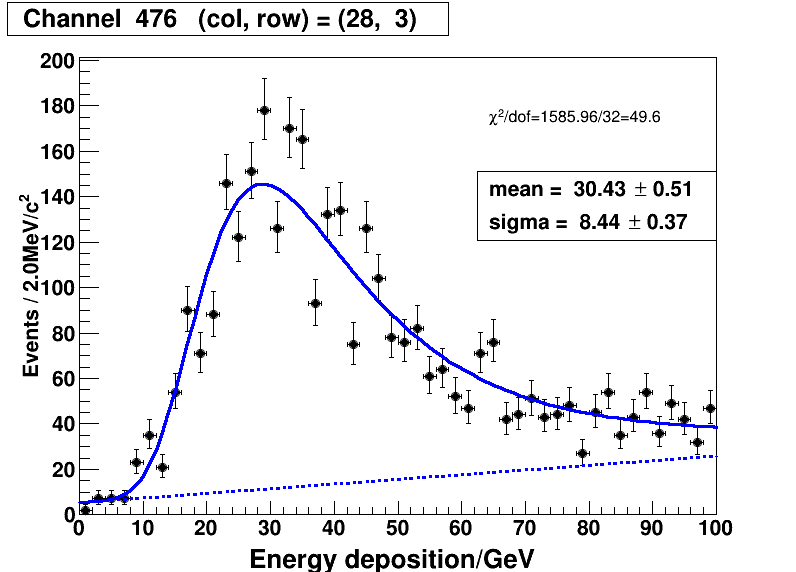 Channel 476 (col, row) = (28, 3)
χ²/dof=1585.96/32=49.6
mean = 30.43 ± 0.51
sigma = 8.44 ± 0.37
Events / 2.0MeV/c²
200
180
160
140
120
100
80
60
40
20
0
0 10 20 30 40 50 60 70 80 90 100
Energy deposition/GeV